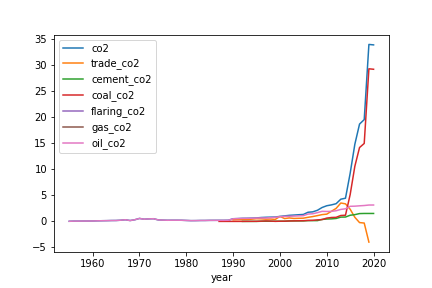 35
30
25
20
15
10
5
0
−5
co2
trade_co2
cement_co2
coal_co2
flaring_co2
gas_co2
oil_co2
1960 1970 1980 1990 2000 2010 2020
year